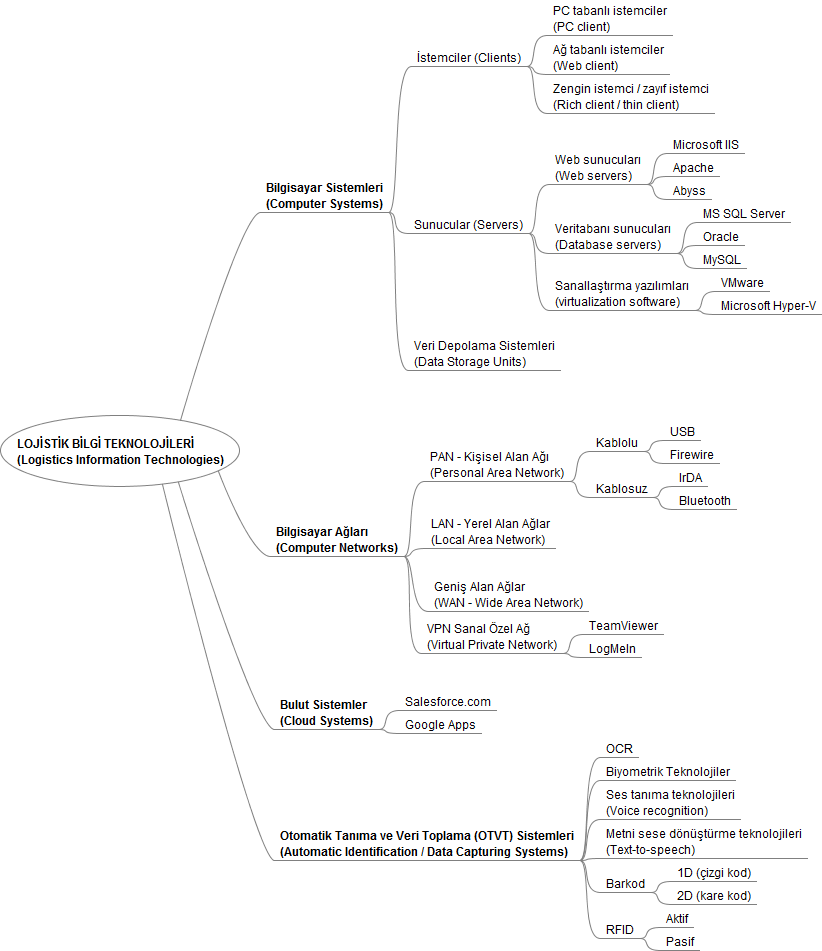 LOJİSTİK BİLGİ TEKNOLOJİLERİ
(Logistics Information Technologies)
Bilgisayar Sistemleri
(Computer Systems)
İstemciler (Clients)
PC tabanlı istemciler
(PC client)
Ağ tabanlı istemciler
(Web client)
Zengin istemci / zayıf istemci
(Rich client / thin client)
Sunucular (Servers)
Web sunucuları
(Web servers)
Microsoft IIS
Apache
Abyss
Veritabanı sunucuları
(Database servers)
MS SQL Server
Oracle
MySQL
Sanallaştırma yazılımları
(virtualization software)
VMware
Microsoft Hyper-V
Veri Depolama Sistemleri
(Data Storage Units)
Bilgisayar Ağları
(Computer Networks)
PAN - Kişisel Alan Ağı
(Personal Area Network)
Kablolu
USB
Firewire
Kablosuz
IrDA
Bluetooth
LAN - Yerel Alan Ağlar
(Local Area Network)
Geniş Alan Ağlar
(WAN - Wide Area Network)
VPN Sanal Özel Ağ
(Virtual Private Network)
TeamViewer
LogMeIn
Bulut Sistemler
(Cloud Systems)
Salesforce.com
Google Apps
Otomatik Tanıma ve Veri Toplama (OTVT) Sistemleri
(Automatic Identification / Data Capturing Systems)
OCR
Biyometrik Teknolojiler
Ses tanıma teknolojileri
(Voice recognition)
Metni sese dönüştürme teknolojileri
(Text-to-speech)
Barkod
1D (çizgi kod)
2D (kare kod)
RFID
Aktif
Pasif